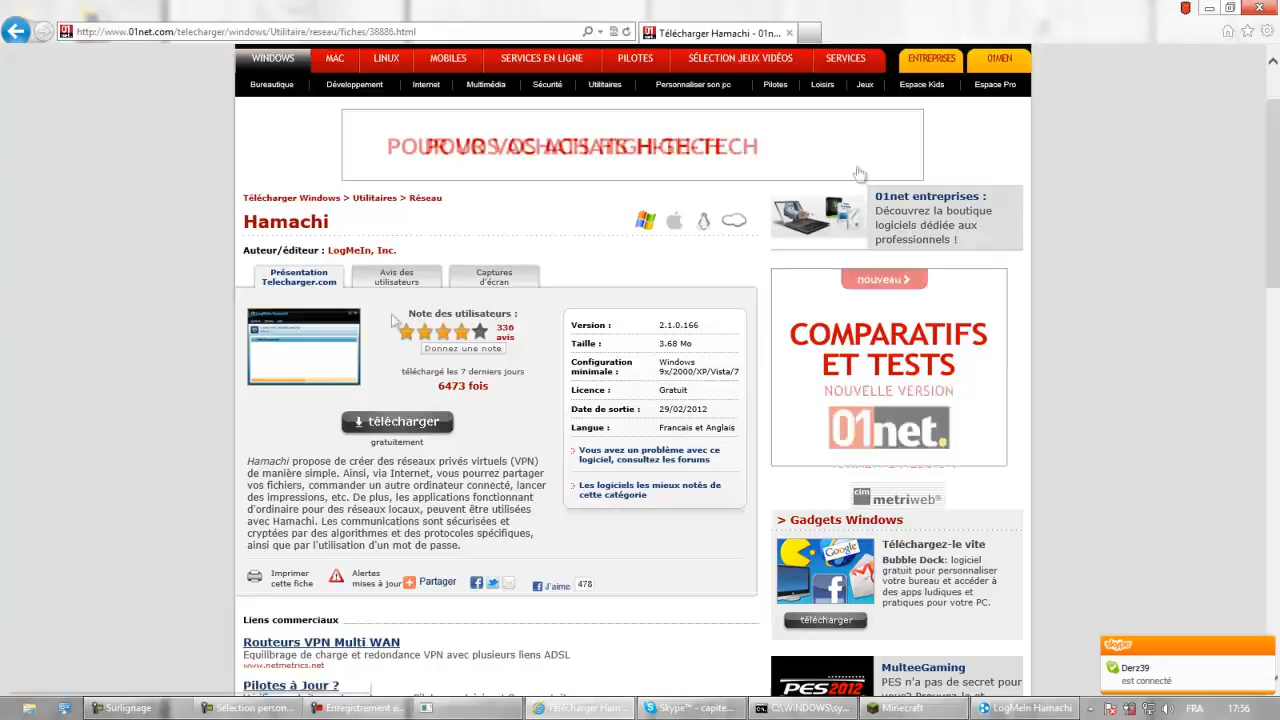 http://www.01net.com/telecharger/windows/Utilitaire/reseau/fiches/38886.html
Télécharger Hamachi - 01n...
WINDOWS MAC LINUX MOBILES SERVICES EN LIGNE PILOTES SÉLECTION JEUX VIDÉOS SERVICES ENTREPRISES 01MEN
Bureautique Développement Internet Multimédia Sécurité Utilitaires Personnaliser son pc Pilotes Loisirs Jeux Espace Kids Espace Pro
Télécharger Windows > Utilitaires > Réseau
Hamachi
Auteur/éditeur : LogMeIn, Inc.
Présentation
Telecharger.com
Avis des
utilisateurs
Captures
d'écran
Note des utilisateurs :
336
avis
Donnez une note
téléchargé les 7 derniers jours
6473 fois
télécharger
gratuitement
Version : 2.1.0.166
Taille : 3.68 Mo
Configuration
minimale :
Windows
9x/2000/XP/Vista/7
Licence : Gratuit
Date de sortie : 29/02/2012
Langue : Francais et Anglais
Vous avez un problème avec ce
logiciel, consultez les forums
Les logiciels les mieux notés de
cette catégorie
Hamachi propose de créer des réseaux privés virtuels (VPN)
de manière simple. Ainsi, via Internet, vous pourrez partager
vos fichiers, commander un autre ordinateur connecté, lancer
des impressions, etc. De plus, les applications fonctionnant
d'ordinaire pour des réseaux locaux, peuvent être utilisées
avec Hamachi. Les communications sont sécurisées et
cryptées par des algorithmes et des protocoles spécifiques,
ainsi que par l'utilisation d'un mot de passe.
Imprimer
cette fiche
Alertes
mises à jour
Partager
J'aime 478
Liens commerciaux
Routeurs VPN Multi WAN
Equilibrage de charge et redondance VPN avec plusieurs liens ADSL
www.netmetrics.net
Pilotes à Jour ?
01net entreprises :
Découvrez la boutique
logiciels dédiée aux
professionnels !
nouveau
COMPARATIFS
ET TESTS
NOUVELLE VERSION
01net.
cim
metriweb®
> Gadgets Windows
Google
Téléchargez-le vite
Bubble Dock: logiciel
gratuit pour personnaliser
votre bureau et accéder à
des apps ludiques et
pratiques pour votre PC.
télécharger
PES 2012
MulteeGaming
PES n'a pas de secret pour
skype
Derz39
est connecté
Surlignage
Sélection person...
Enregistrement e...
Télécharger Ham...
Skype™ - capite...
C:\WINDOWS\sy...
Minecraft
LogMeIn Hamachi
FRA
17:56